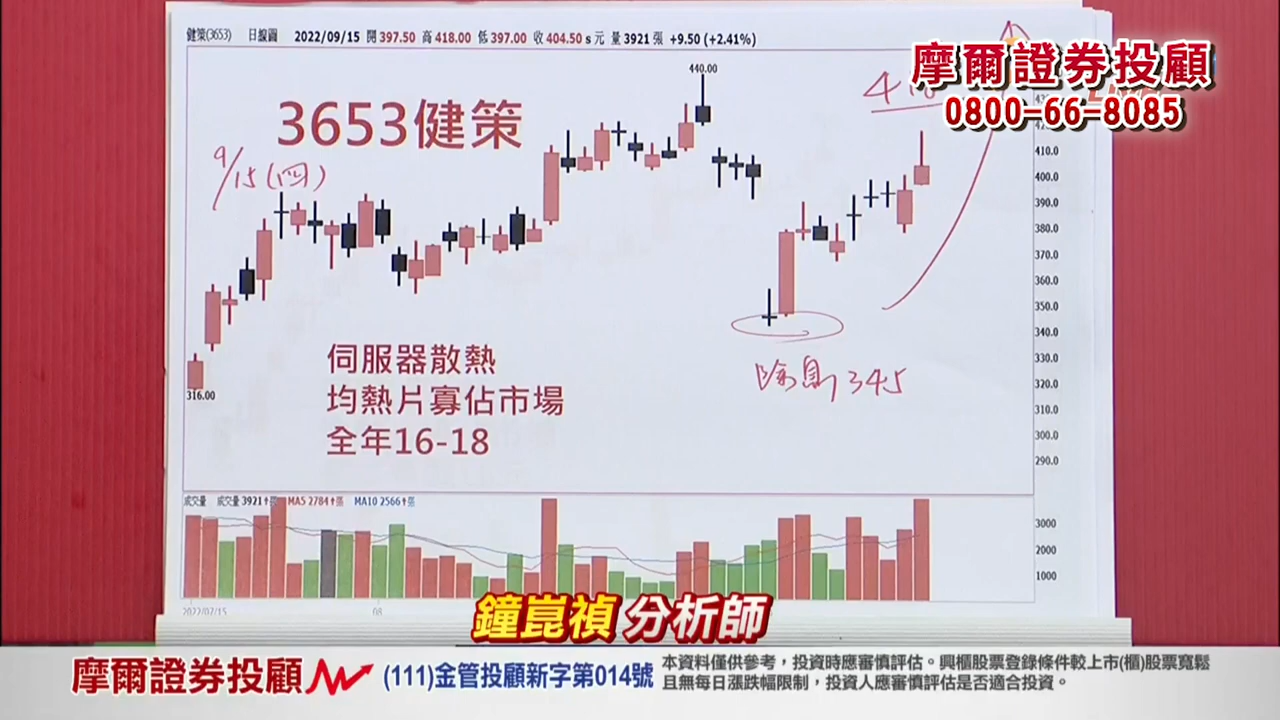 健策(3653) 日線圖 2022/09/15 開 397.50 高 418.00 低 397.00 收 404.50 s 元 量 3921 張 +9.50 (+2.41%)
摩爾證券投顧
0800-66-8085
440.00
3653健策
9/15(四)
410.0
400.0
390.0
380.0
370.0
360.0
350.0
340.0
330.0
320.0
310.0
300.0
290.0
316.00
除息 345
伺服器散熱
均熱片寡佔市場
全年16-18
成交量 成交量 3921↑張 MA5 2784↑張 MA10 2566↑張
3000
2000
1000
2022/07/15
08
鐘崑禎 分析師
摩爾證券投顧 (111)金管投顧新字第014號
本資料僅供參考，投資時應審慎評估。興櫃股票登錄條件較上市(櫃)股票寬鬆
且無每日漲跌幅限制，投資人應審慎評估是否適合投資。